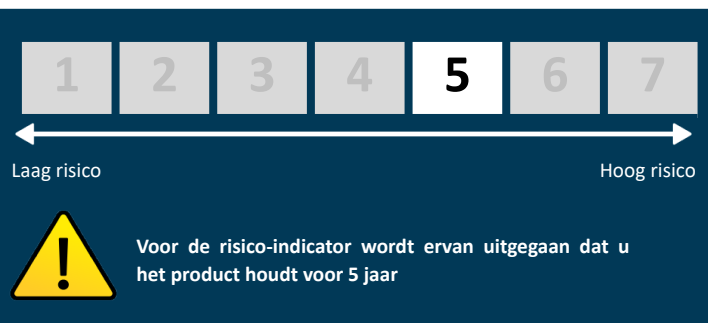 1 2 3 4 5 6 7
Laag risico Hoog risico
!
Voor de risico-indicator wordt ervan uitgegaan dat u
het product houdt voor 5 jaar